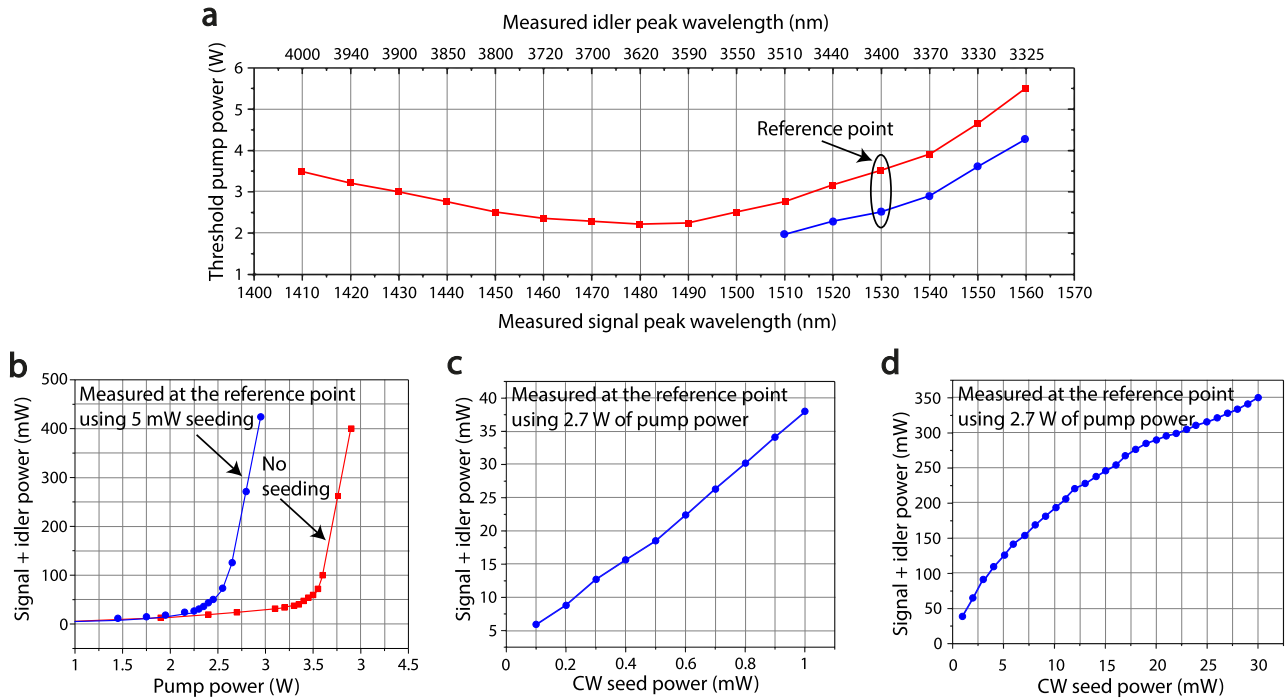 a
Measured idler peak wavelength (nm)
4000 3940 3900 3850 3800 3720 3700 3620 3590 3550 3510 3440 3400 3370 3330 3325
Threshold pump power (W)
6
5
4
3
2
1
Reference point
1400 1410 1420 1430 1440 1450 1460 1470 1480 1490 1500 1510 1520 1530 1540 1550 1560 1570
Measured signal peak wavelength (nm)
b
Signal + idler power (mW)
500
400
300
200
100
0
Measured at the reference point
using 5 mW seeding
No
seeding
1 1.5 2 2.5 3 3.5 4 4.5
Pump power (W)
c
Signal + idler power (mW)
40
35
30
25
20
15
10
5
Measured at the reference point
using 2.7 W of pump power
0 0.2 0.4 0.6 0.8 1
CW seed power (mW)
d
Signal + idler power (mW)
350
300
250
200
150
100
50
0
Measured at the reference point
using 2.7 W of pump power
0 5 10 15 20 25 30
CW seed power (mW)